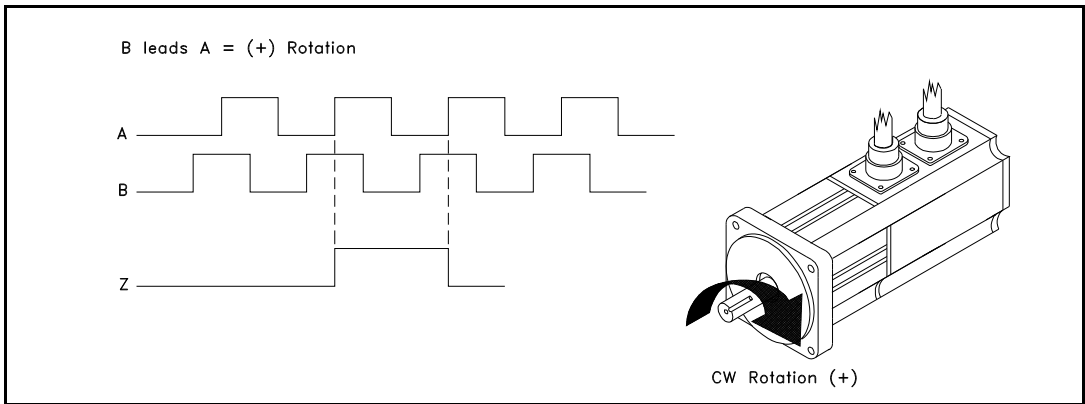 B leads A = (+) Rotation
A
B
Z
CW Rotation (+)